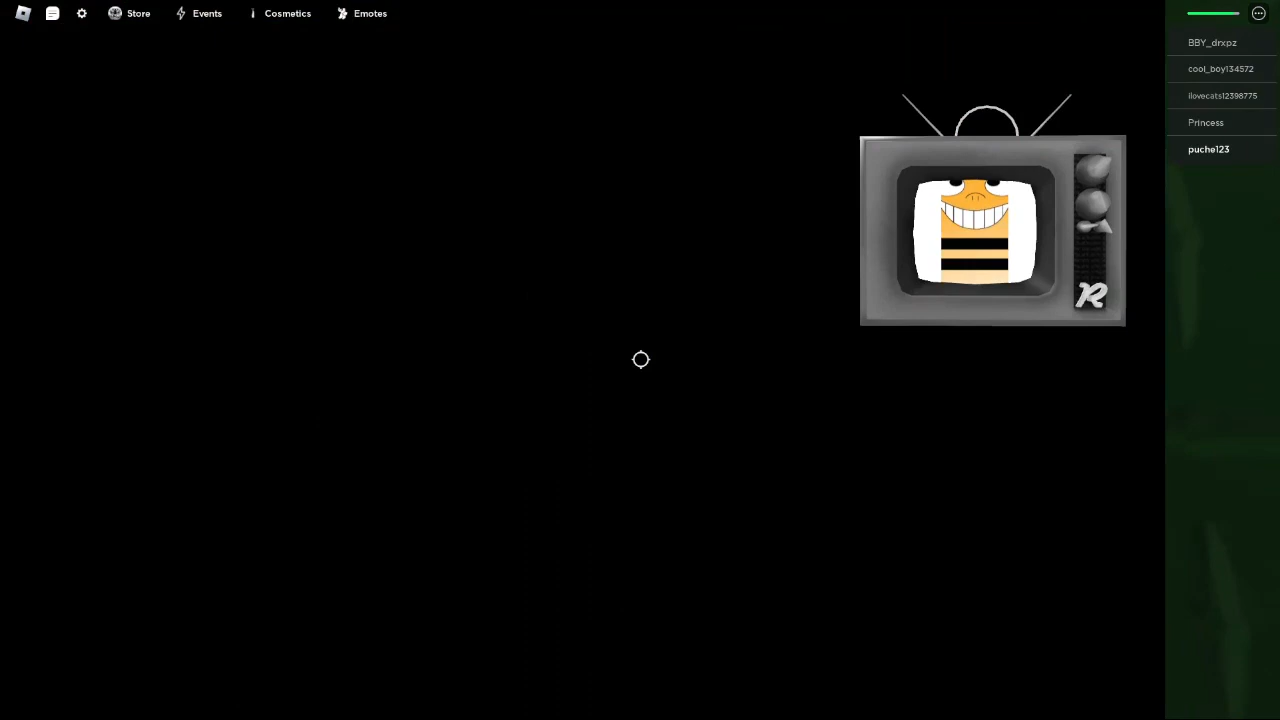 Store Events Cosmetics Emotes
BBY_drxpz
cool_boy134572
ilovecats12398775
Princess
puche123
R